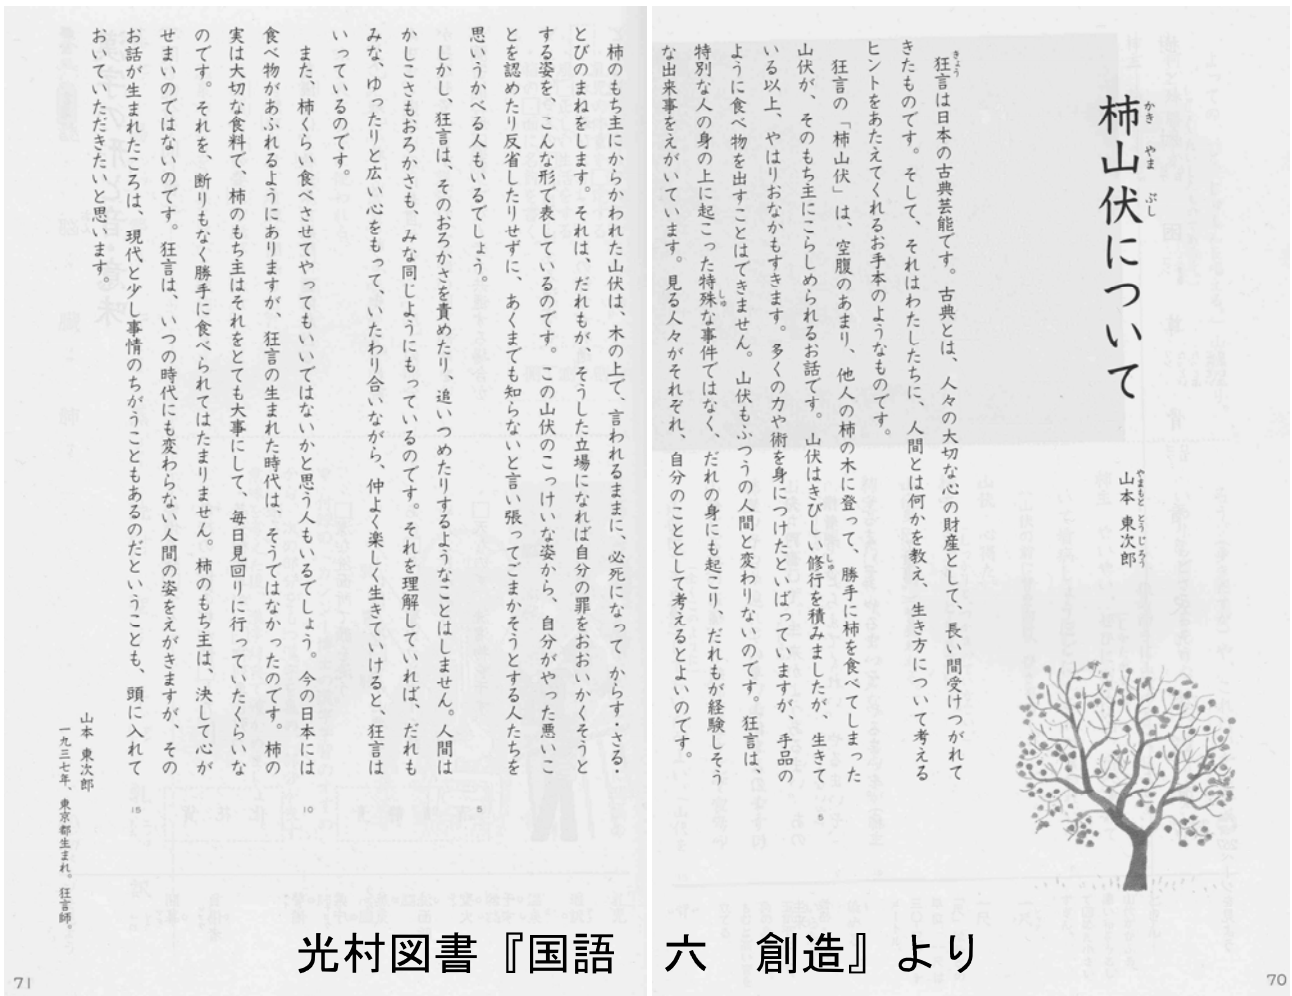 柿山伏について
山本 東次郎
狂言は日本の古典芸能です。古典とは、人々の大切な心の財産として、長い間受けつがれて
きたものです。そして、それはわたしたちに、人間とは何かを教え、生き方について考える
ヒントをあたえてくれるお手本のようなものです。
狂言の「柿山伏」は、空腹のあまり、他人の柿の木に登って、勝手に柿を食べてしまった
山伏が、そのもち主にこらしめられるお話です。山伏はきびしい修行を積みましたが、生きて
いる以上、やはりおなかもすきます。多くの力や術を身につけたといばっていますが、手品の
ように食べ物を出すことはできません。山伏もふつうの人間と変わりないのです。狂言は、
特別な人の身の上に起こった特殊な事件ではなく、だれの身にも起こり、だれもが経験しそう
な出来事をえがいています。見る人々がそれぞれ、自分のこととして考えるとよいのです。
70
柿のもち主にからかわれた山伏は、木の上で、言われるままに、必死になって からす・さる・
とびのまねをします。それは、だれもが、そうした立場になれば自分の罪をおおいかくそうと
する姿を、こんな形で表しているのです。この山伏のこっけいな姿から、自分がやった悪いこ
とを認めたり反省したりせずに、あくまでも知らないと言い張ってごまかそうとする人たちを
思いうかべる人もいるでしょう。
5
しかし、狂言は、そのおろかさを責めたり、追いつめたりするようなことはしません。人間は
かしこさもおろかさも、みんな同じようにもっているのです。それを理解していれば、だれも
みな、ゆったりと広い心をもって、いたわり合いながら、仲よく楽しく生きていけると、狂言は
いっているのです。
また、柿くらい食べさせてやってもいいではないかと思う人もいるでしょう。今の日本には
10
食べ物があふれるようにありますが、狂言の生まれた時代は、そうではなかったのです。柿の
実は大切な食料で、柿のもち主はそれをとても大事にして、毎日見回りに行っていたくらいな
のです。それを、断りもなく勝手に食べられてはたまりません。柿のもち主は、決して心が
せまいのではないのです。狂言は、いつの時代にも変わらない人間の姿をえがきますが、その
お話が生まれたころは、現代と少し事情のちがうこともあるのだということも、頭に入れて
15
おいていただきたいと思います。
山本 東次郎
一九三七年、東京都生まれ。狂言師。
71
光村図書『国語 六 創造』より